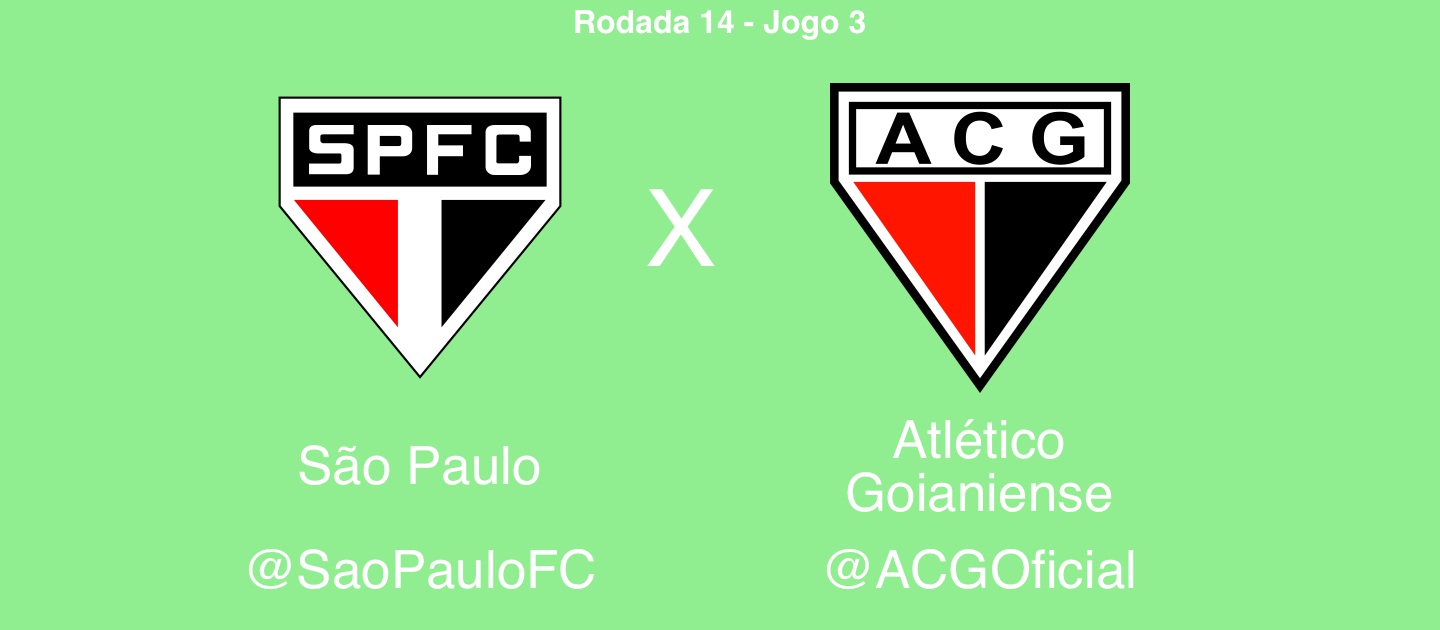 Rodada 14 - Jogo 3
SPFC
ACG
X
São Paulo
Atlético
Goianiense
@SaoPauloFC
@ACGOficial